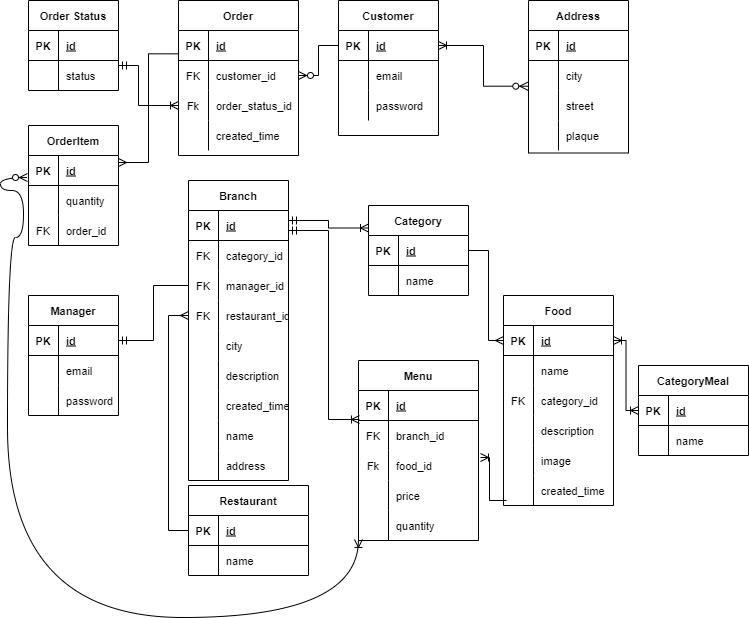 Order Status
PK id
status
Order
PK id
FK customer_id
Fk order_status_id
created_time
Customer
PK id
email
password
Address
PK id
city
street
plaque
OrderItem
PK id
quantity
FK order_id
Branch
PK id
FK category_id
FK manager_id
FK restaurant_id
city
description
created_time
name
address
Category
PK id
name
Manager
PK id
email
password
Food
PK id
name
FK category_id
description
image
created_time
Menu
PK id
FK branch_id
Fk food_id
price
quantity
CategoryMeal
PK id
name
Restaurant
PK id
name